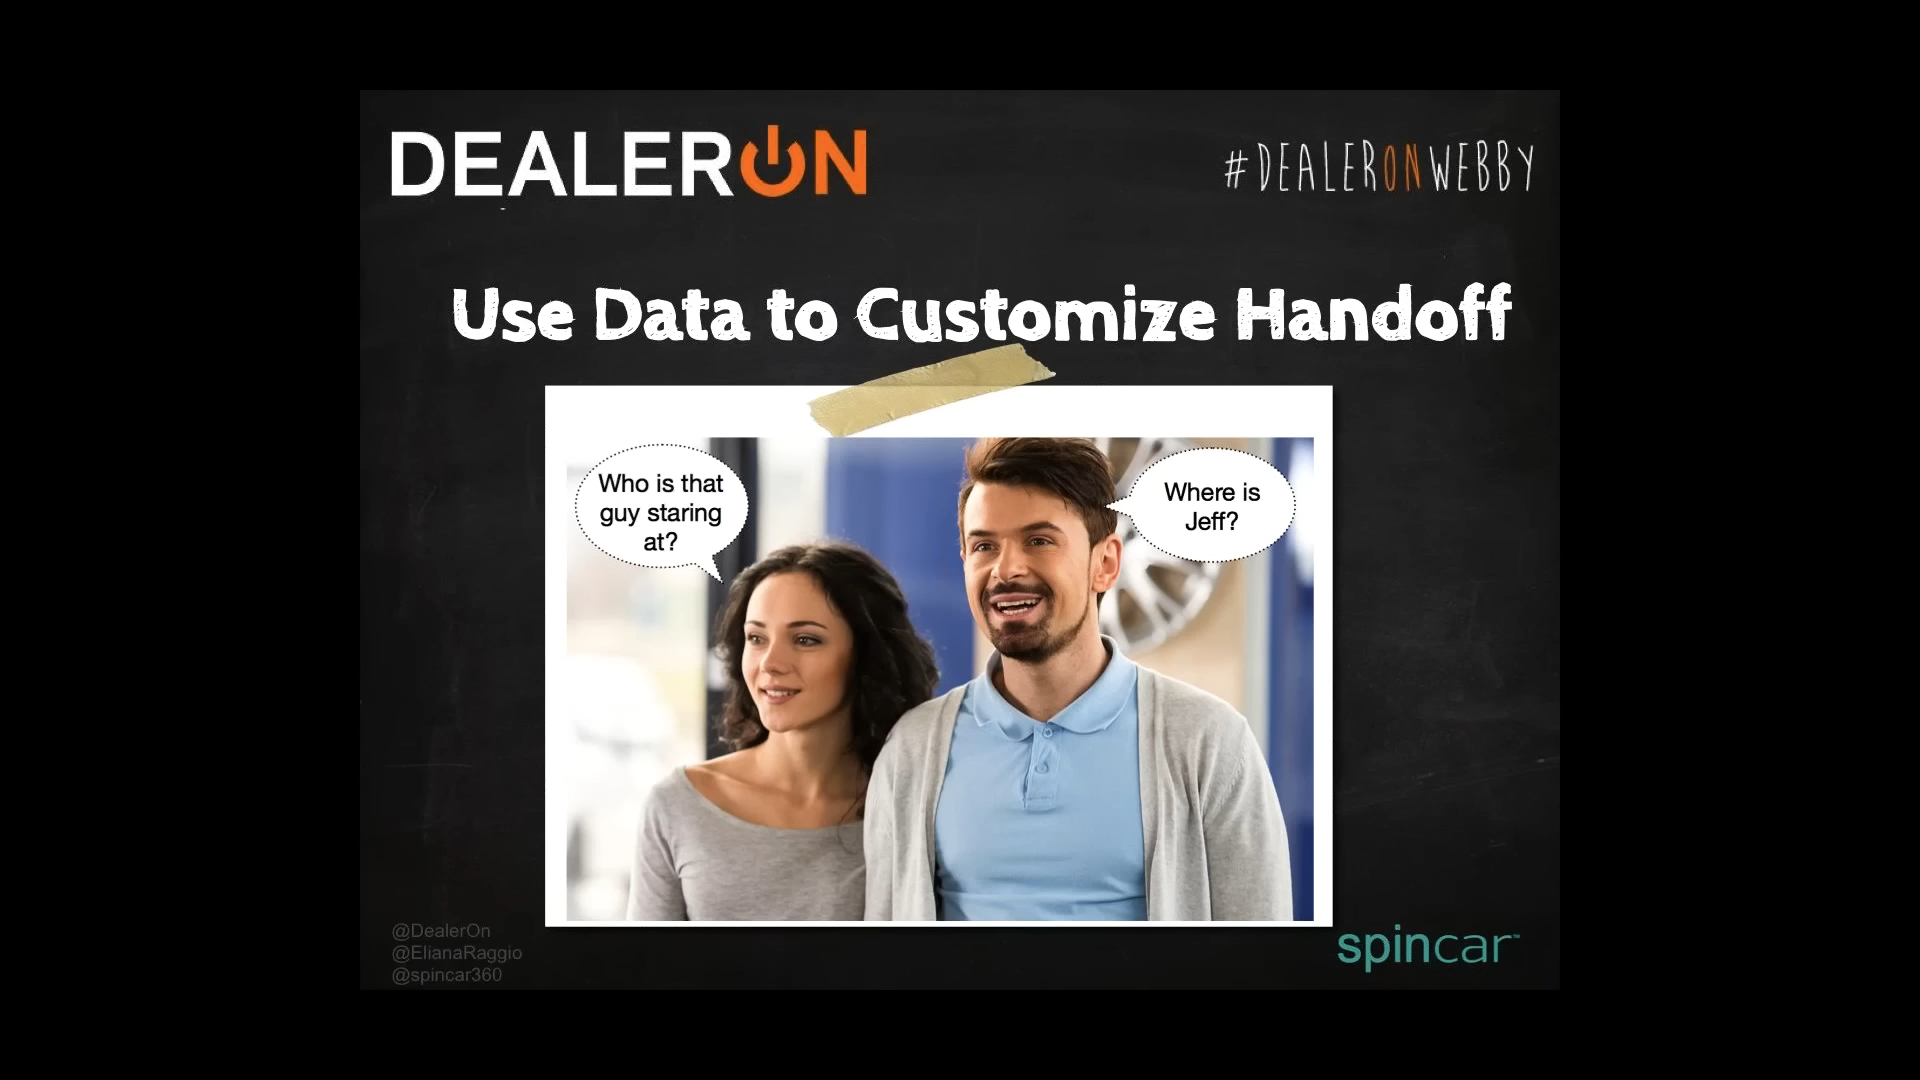 DEALERON
#DEALERONWEBBY
Use Data to Customize Handoff
Who is that
guy staring
at?
Where is
Jeff?
@DealerOn
@ElianaRaggio
@spincar360
spincar™